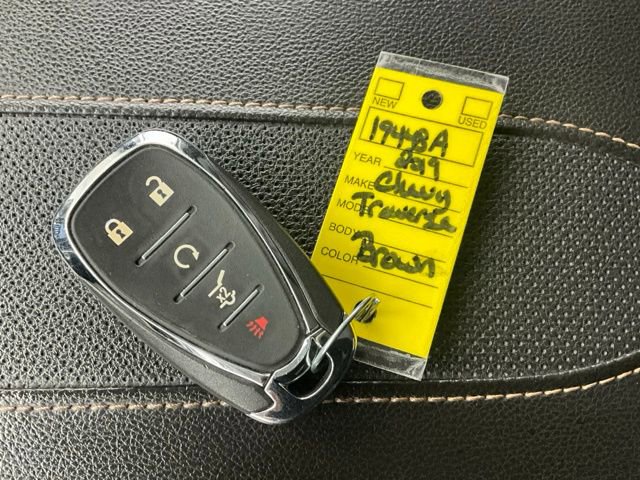 NEW
USED
1948A
YEAR 2019
MAKE Chevy
MODEL Traverse
BODY
COLOR Brown